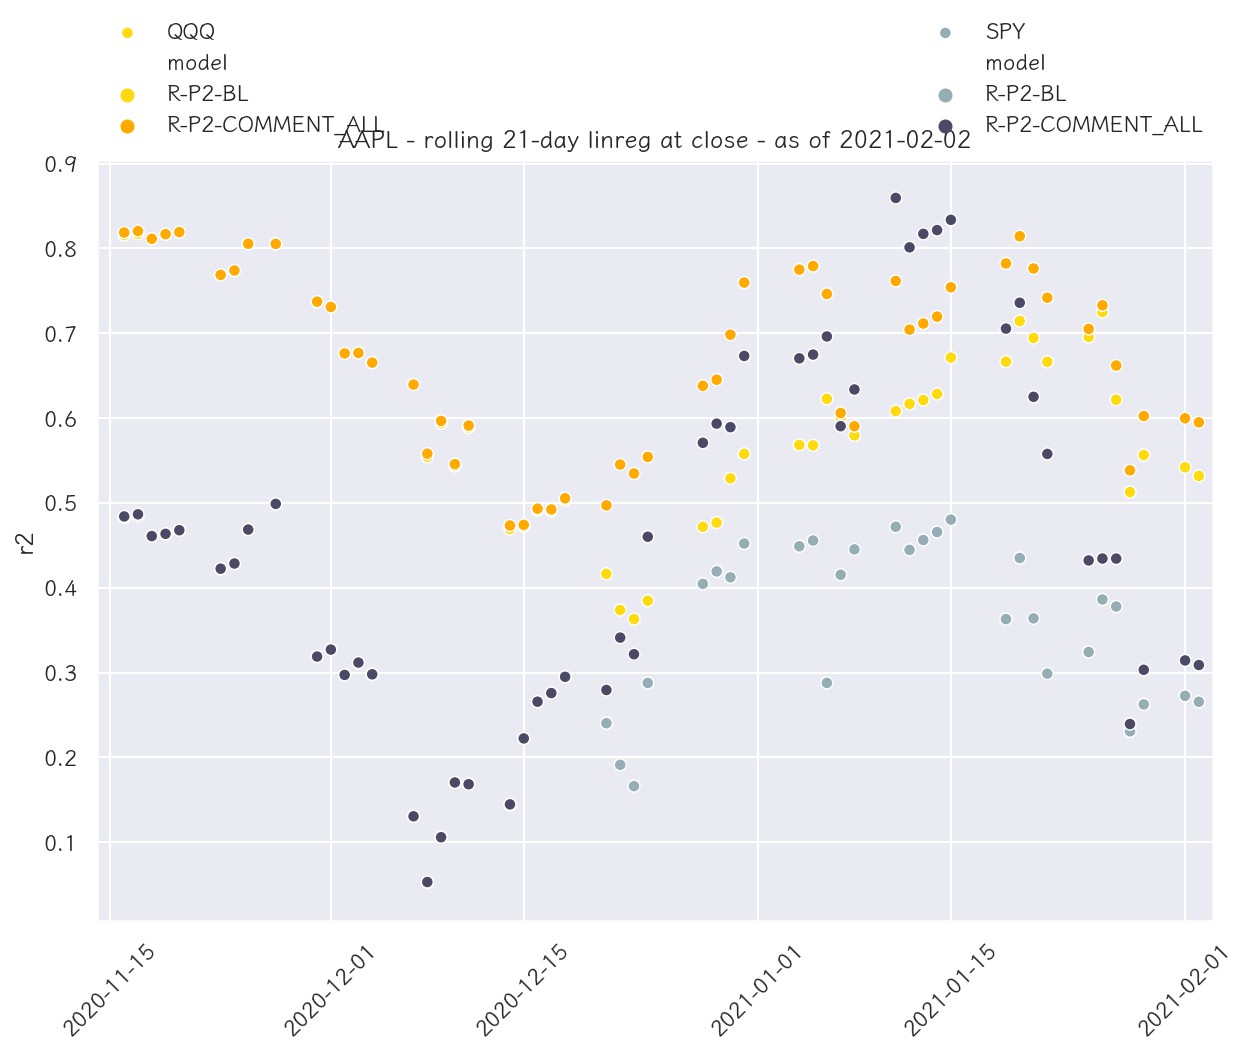 QQQ
model
R-P2-BL
R-P2-COMMENT_ALL
SPY
model
R-P2-BL
R-P2-COMMENT_ALL
AAPL - rolling 21-day linreg at close - as of 2021-02-02
0.9
0.8
0.7
0.6
0.5
0.4
0.3
0.2
0.1
r2
2020-11-15
2020-12-01
2020-12-15
2021-01-01
2021-01-15
2021-02-01